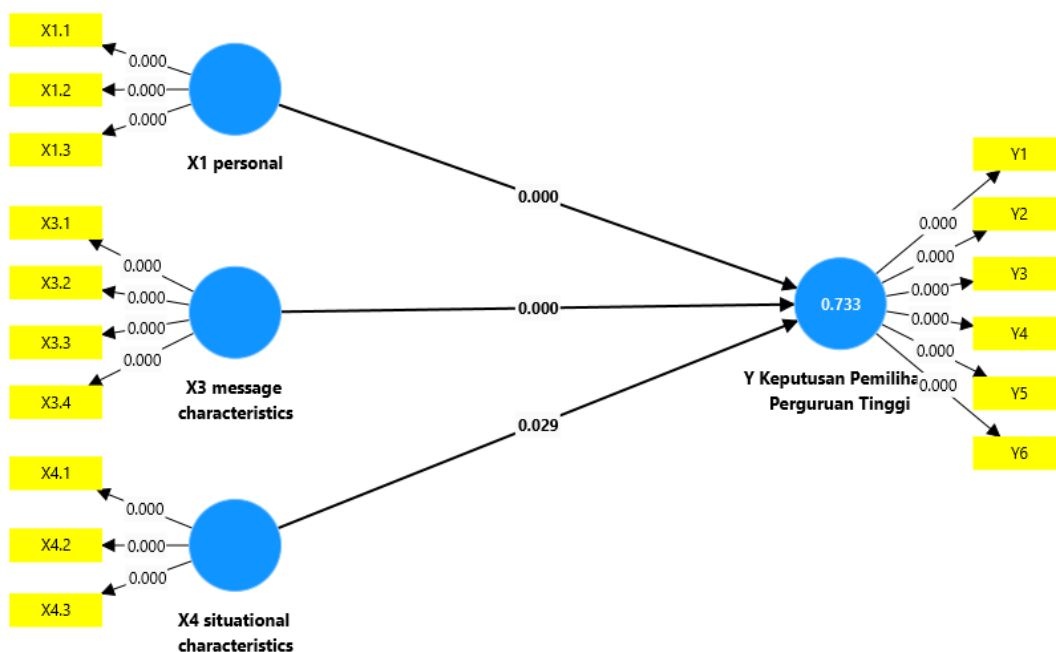 X1.1
0.000
X1.2
0.000
0.000
X1.3
X1 personal
0.000
X3.1
0.000
X3.2
0.000
0.000
X3.3
0.000
X3.4
X3 message
characteristics
0.000
X4.1
0.000
X4.2
0.000
0.000
X4.3
X4 situational
characteristics
0.029
0.733
Y Keputusan Pemiliha
Perguruan Tinggi
Y1
0.000
Y2
0.000
Y3
0.000
Y4
0.000
0.000
Y5
0.000
Y6